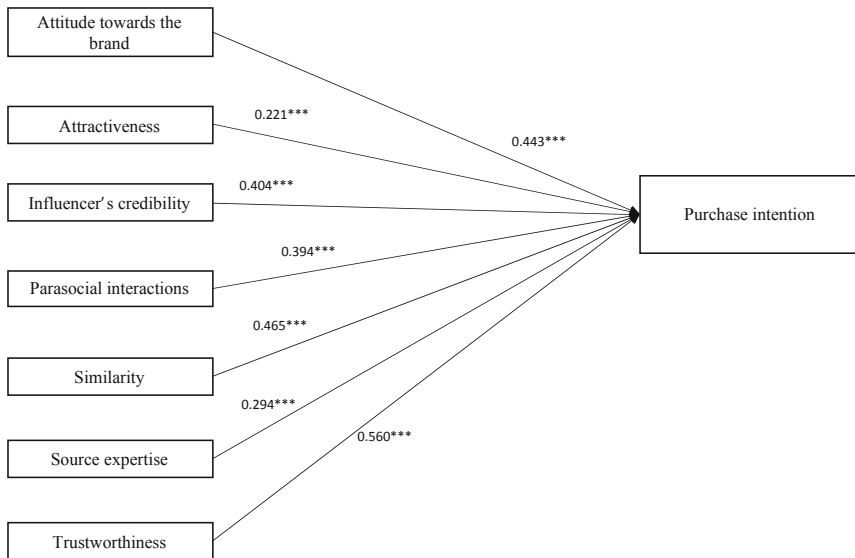 Attitude towards the
brand
Attractiveness
0.221***
0.443***
Influencer's credibility
0.404***
Purchase intention
Parasocial interactions
0.394***
Similarity
0.465***
Source expertise
0.294***
0.560***
Trustworthiness